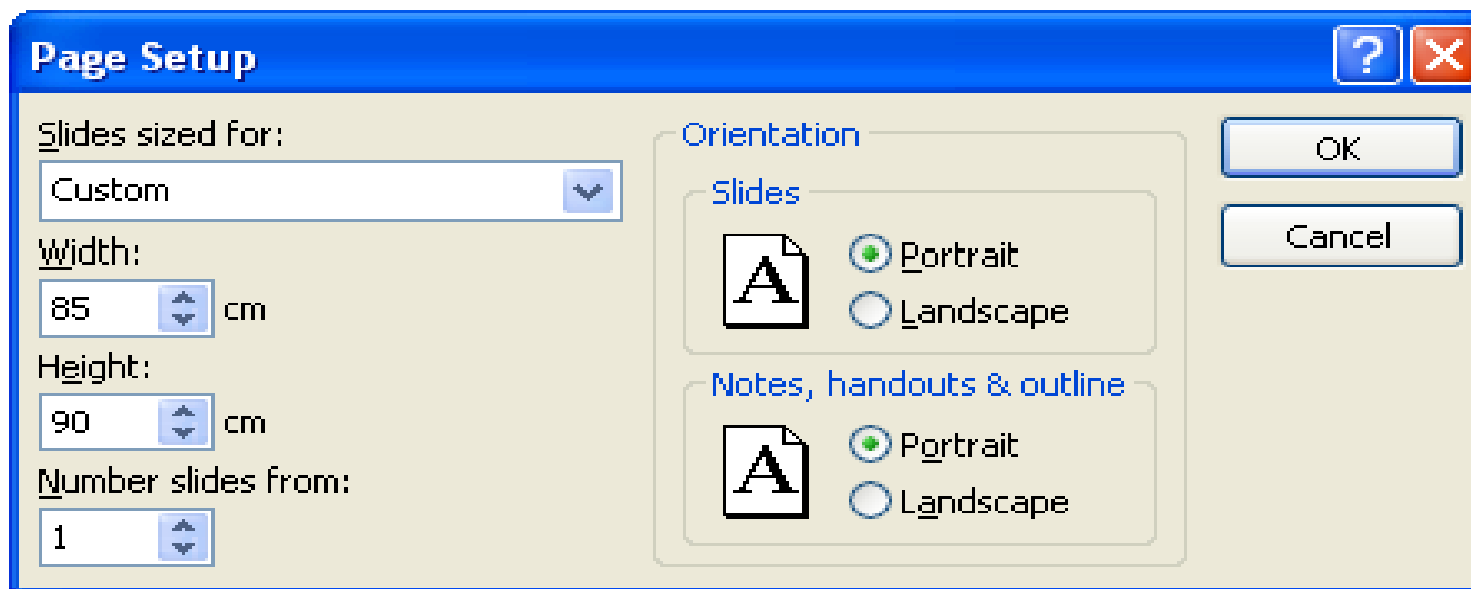 Page Setup
Slides sized for:
Custom
Width:
85 cm
Height:
90 cm
Number slides from:
1
Orientation
Slides
A
Portrait
Landscape
Notes, handouts & outline
A
Portrait
Landscape
OK
Cancel